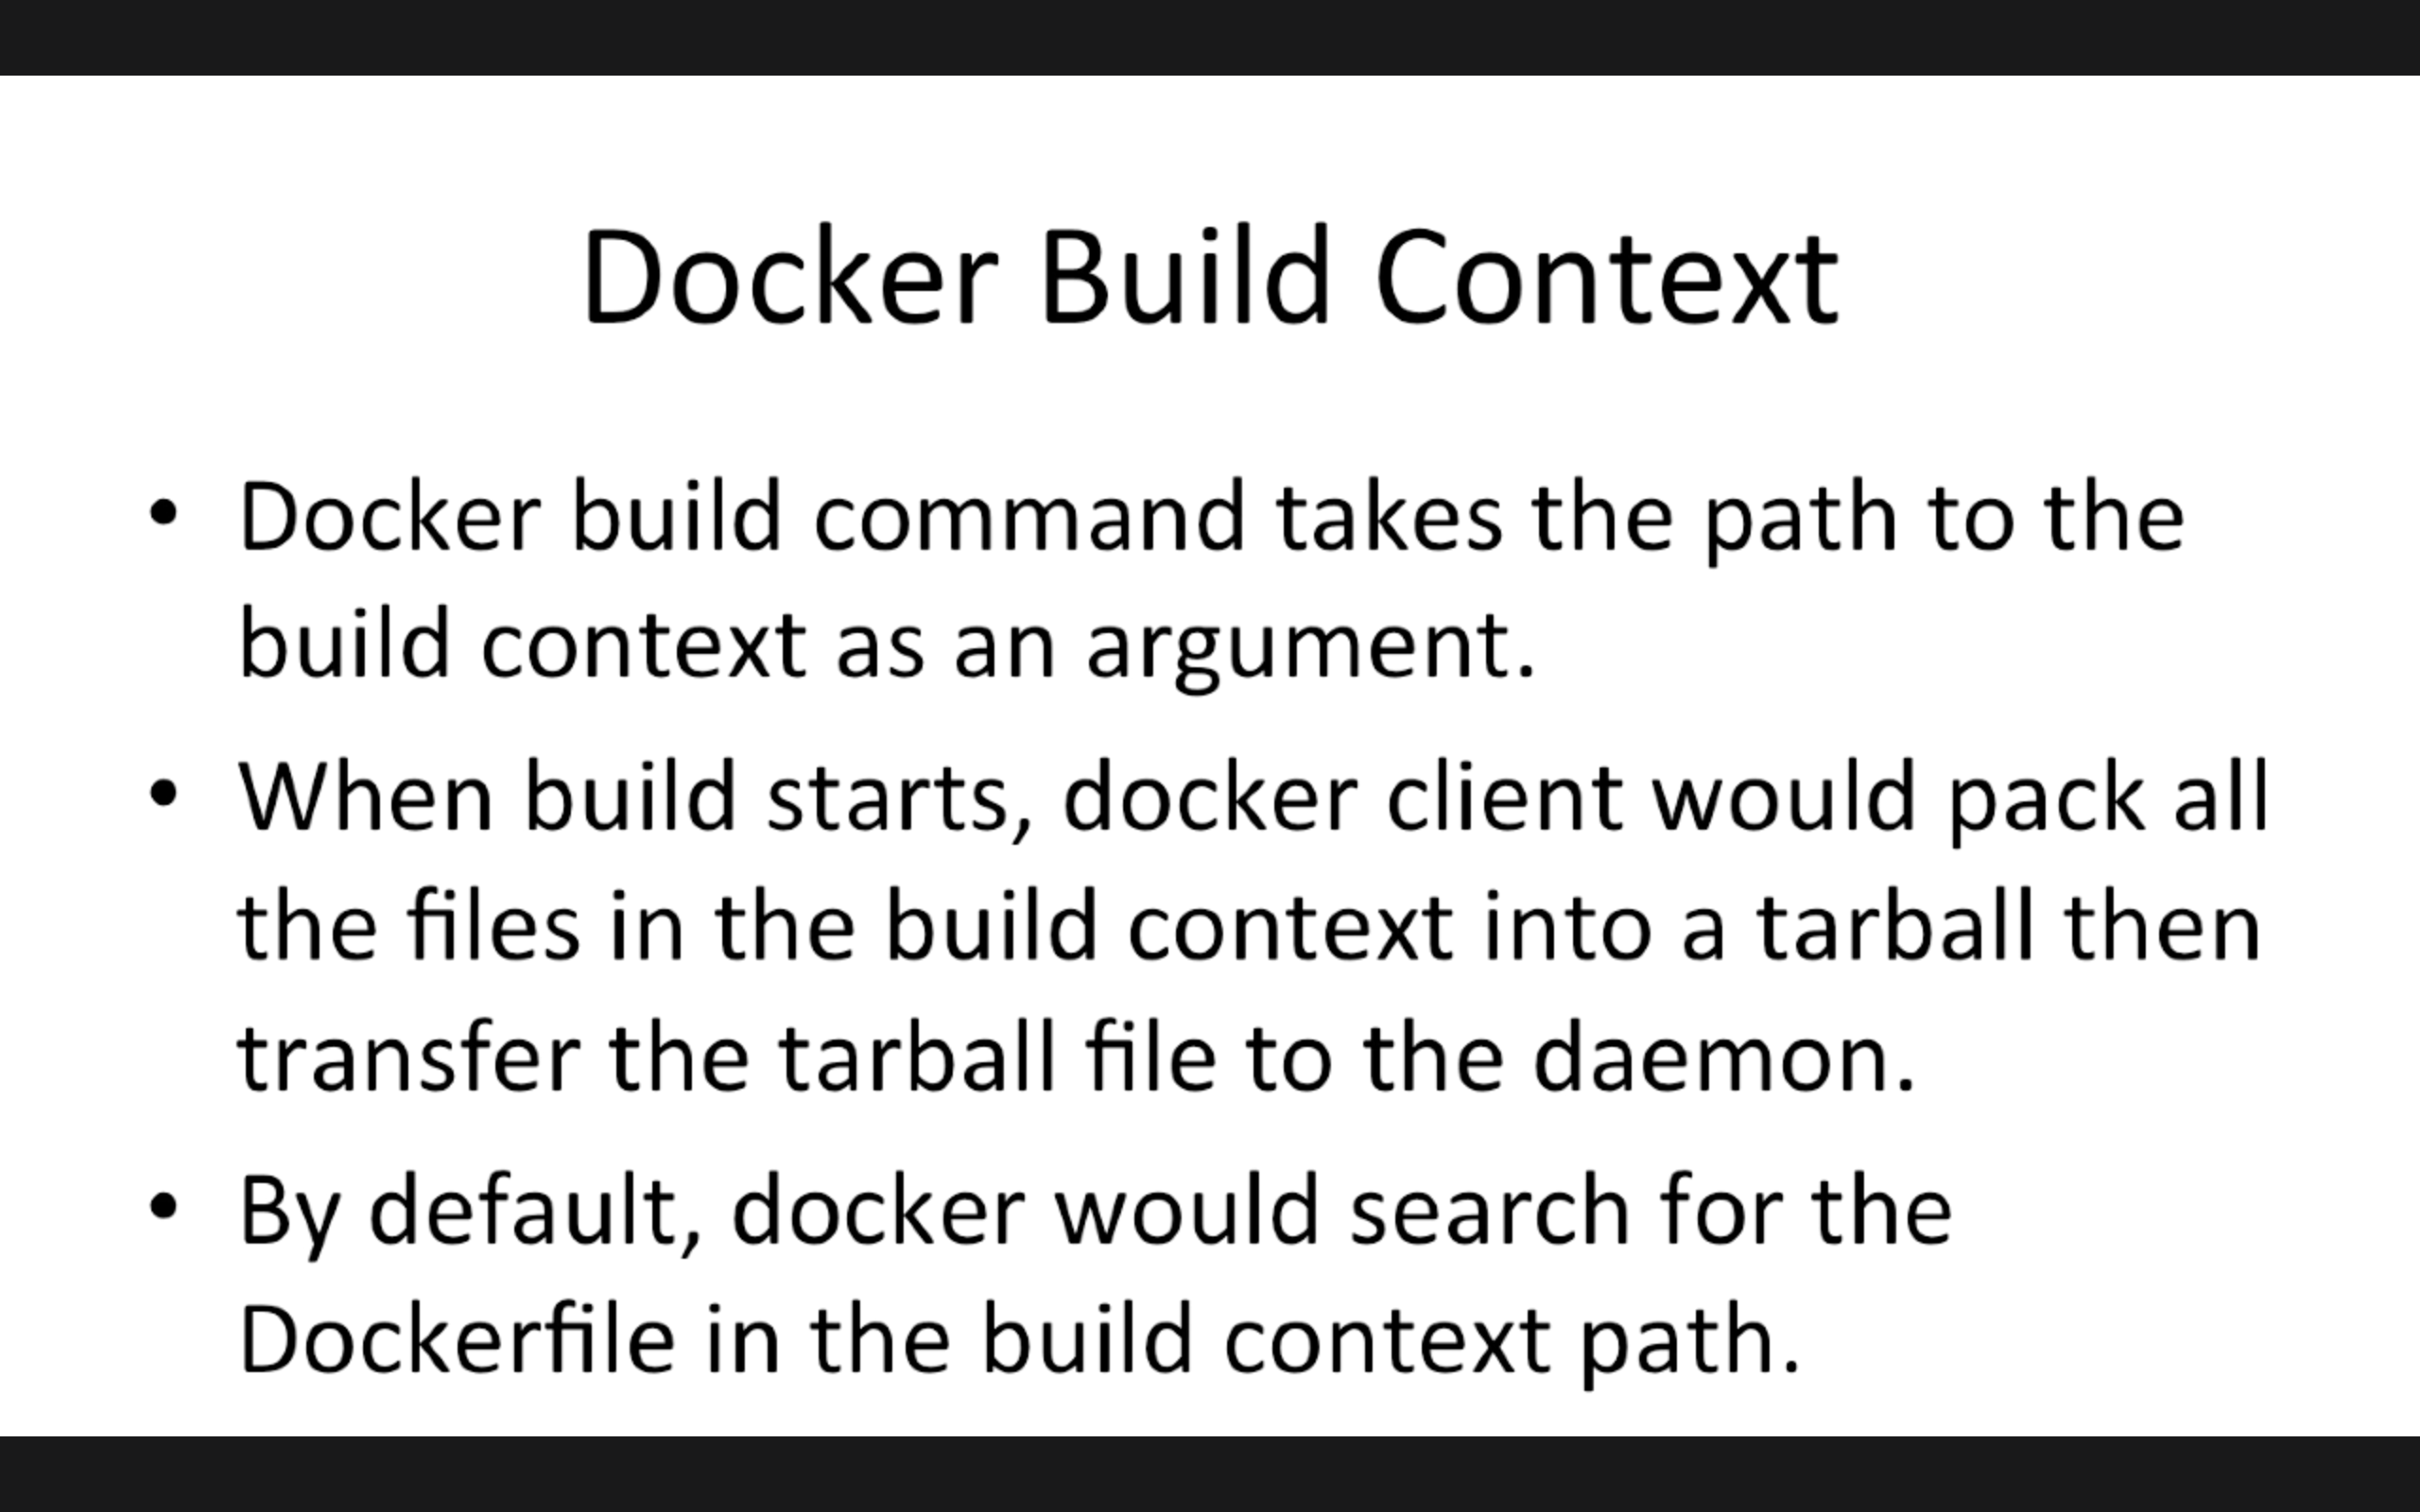 Docker Build Context
• Docker build command takes the path to the
build context as an argument.
• When build starts, docker client would pack all
the files in the build context into a tarball then
transfer the tarball file to the daemon.
• By default, docker would search for the
Dockerfile in the build context path.